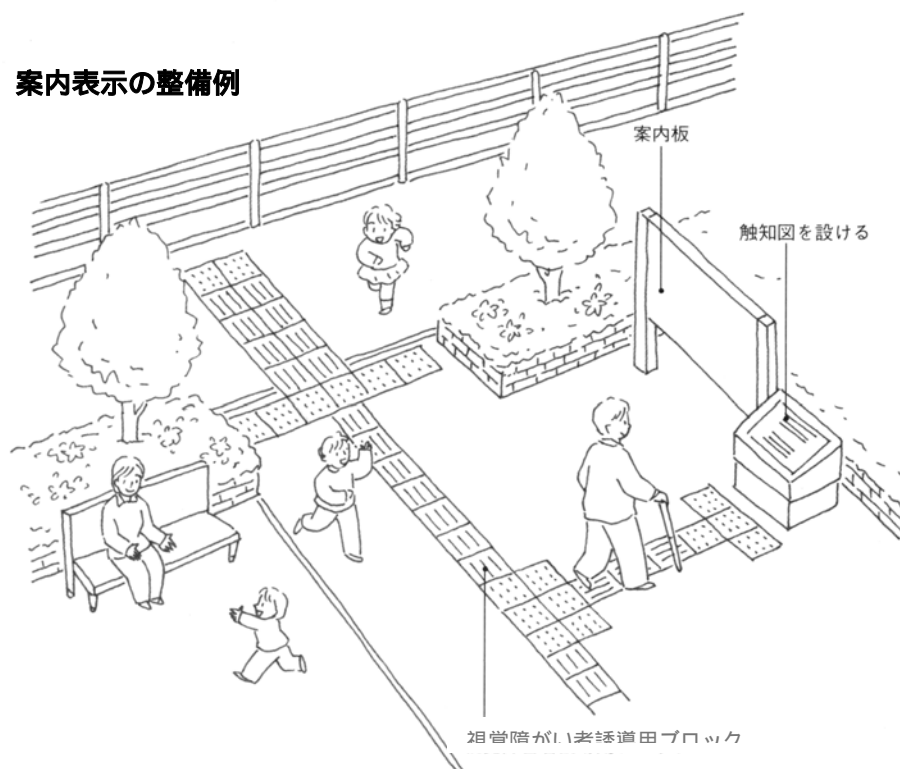 案内表示の整備例
案内板
触知図を設ける
視覚障がい者誘導用ブロック